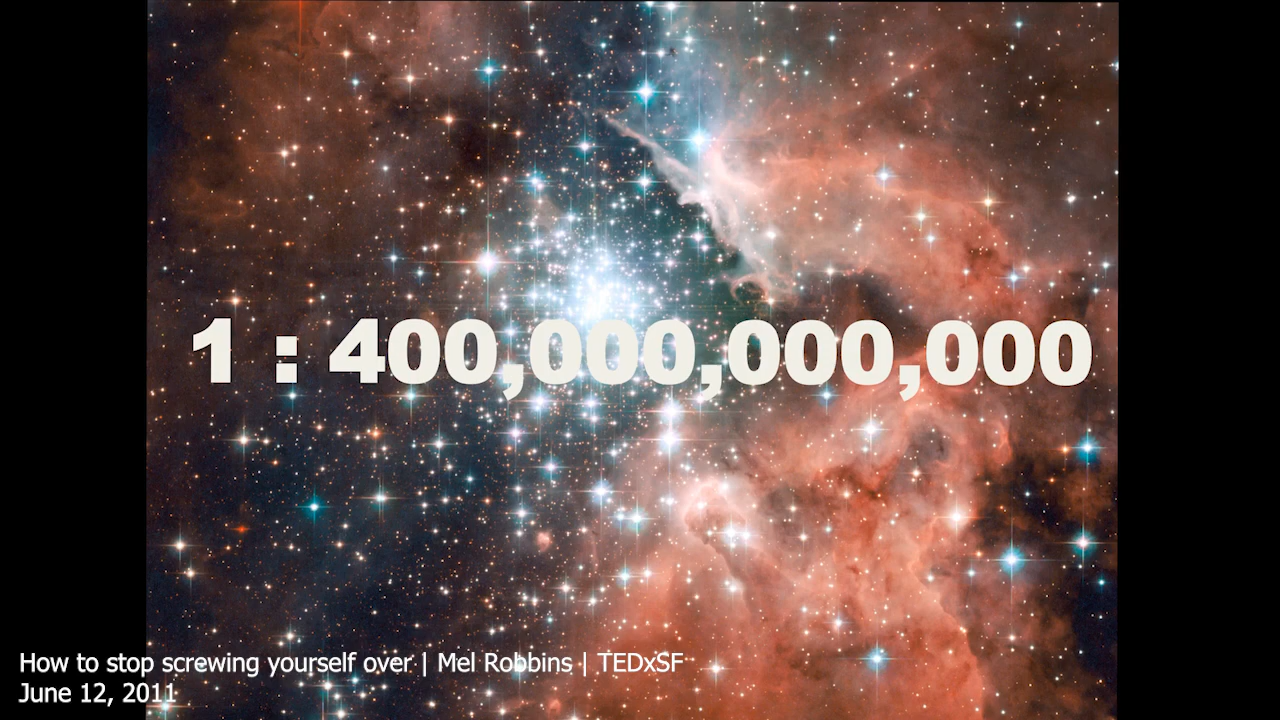 1 : 400,000,000,000
How to stop screwing yourself over | Mel Robbins | TEDxSF
June 12, 2011